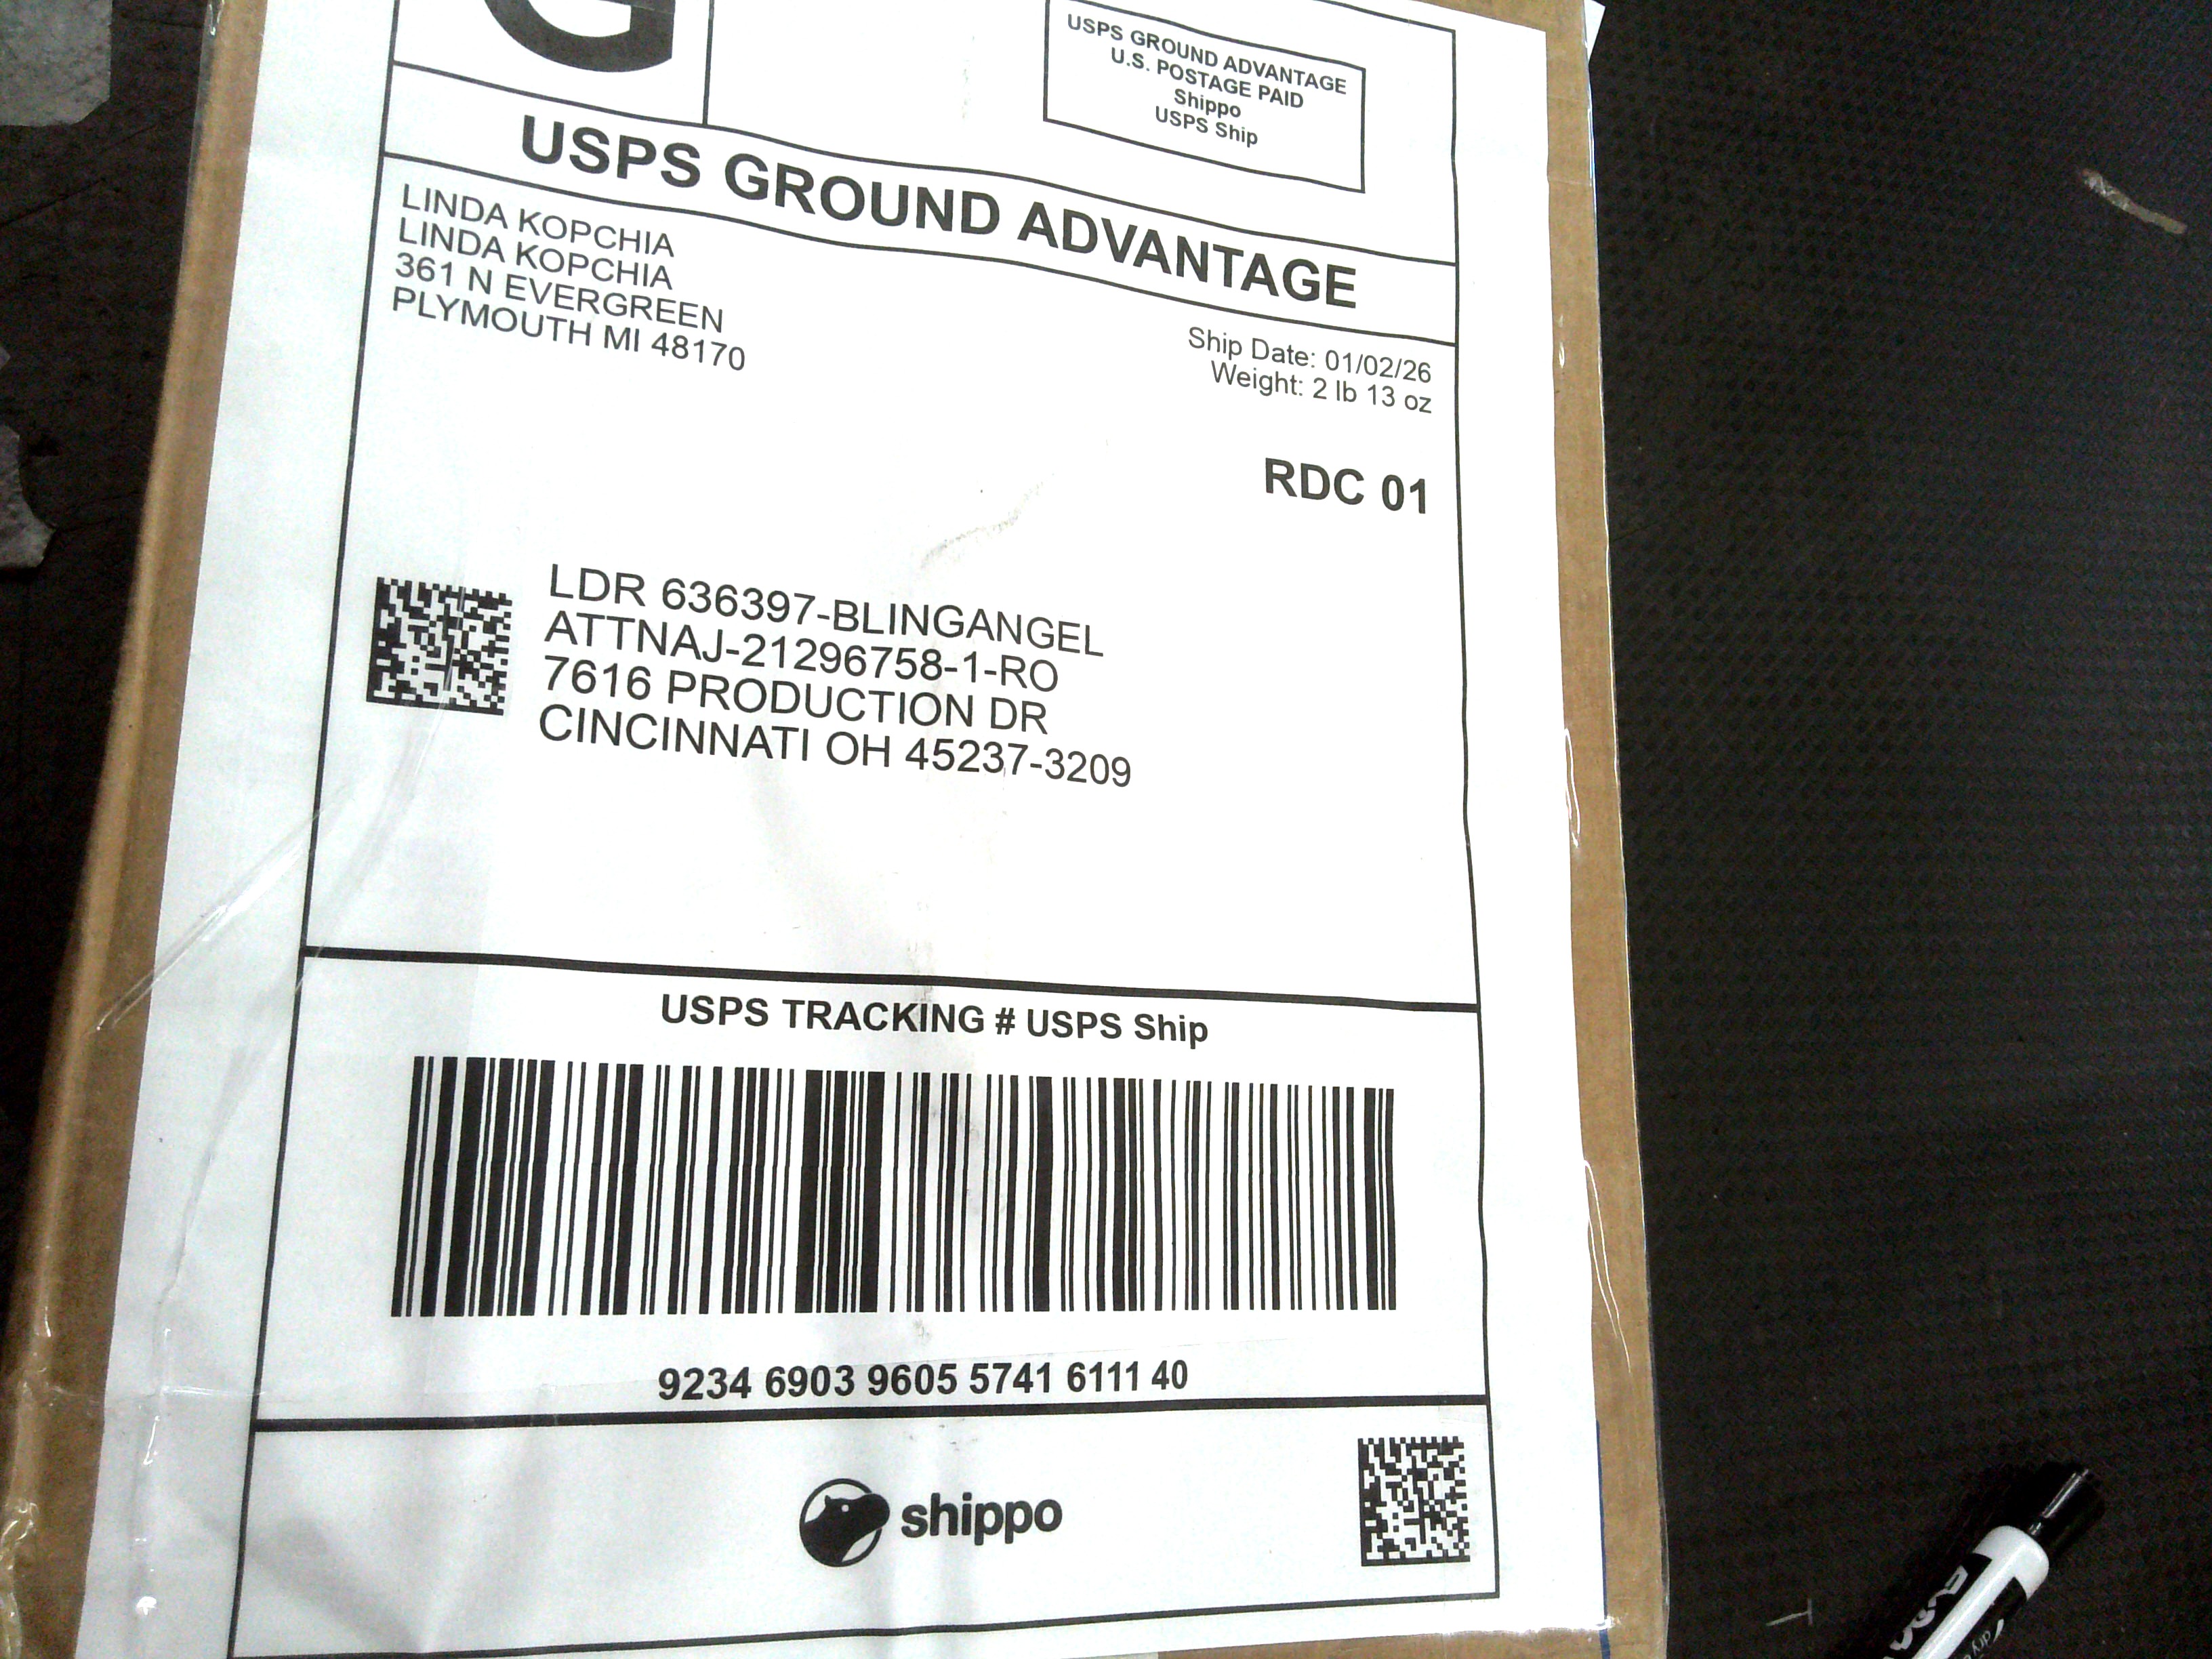 G
USPS GROUND ADVANTAGE
U.S. POSTAGE PAID
Shippo
USPS Ship
USPS GROUND ADVANTAGE
LINDA KOPCHIA
LINDA KOPCHIA
361 N EVERGREEN
PLYMOUTH MI 48170
Ship Date: 01/02/26
Weight: 2 lb 13 oz
RDC 01
LDR 636397-BLINGANGEL
ATTNAJ-21296758-1-RO
7616 PRODUCTION DR
CINCINNATI OH 45237-3209
USPS TRACKING # USPS Ship
9234 6903 9605 5741 6111 40
shippo